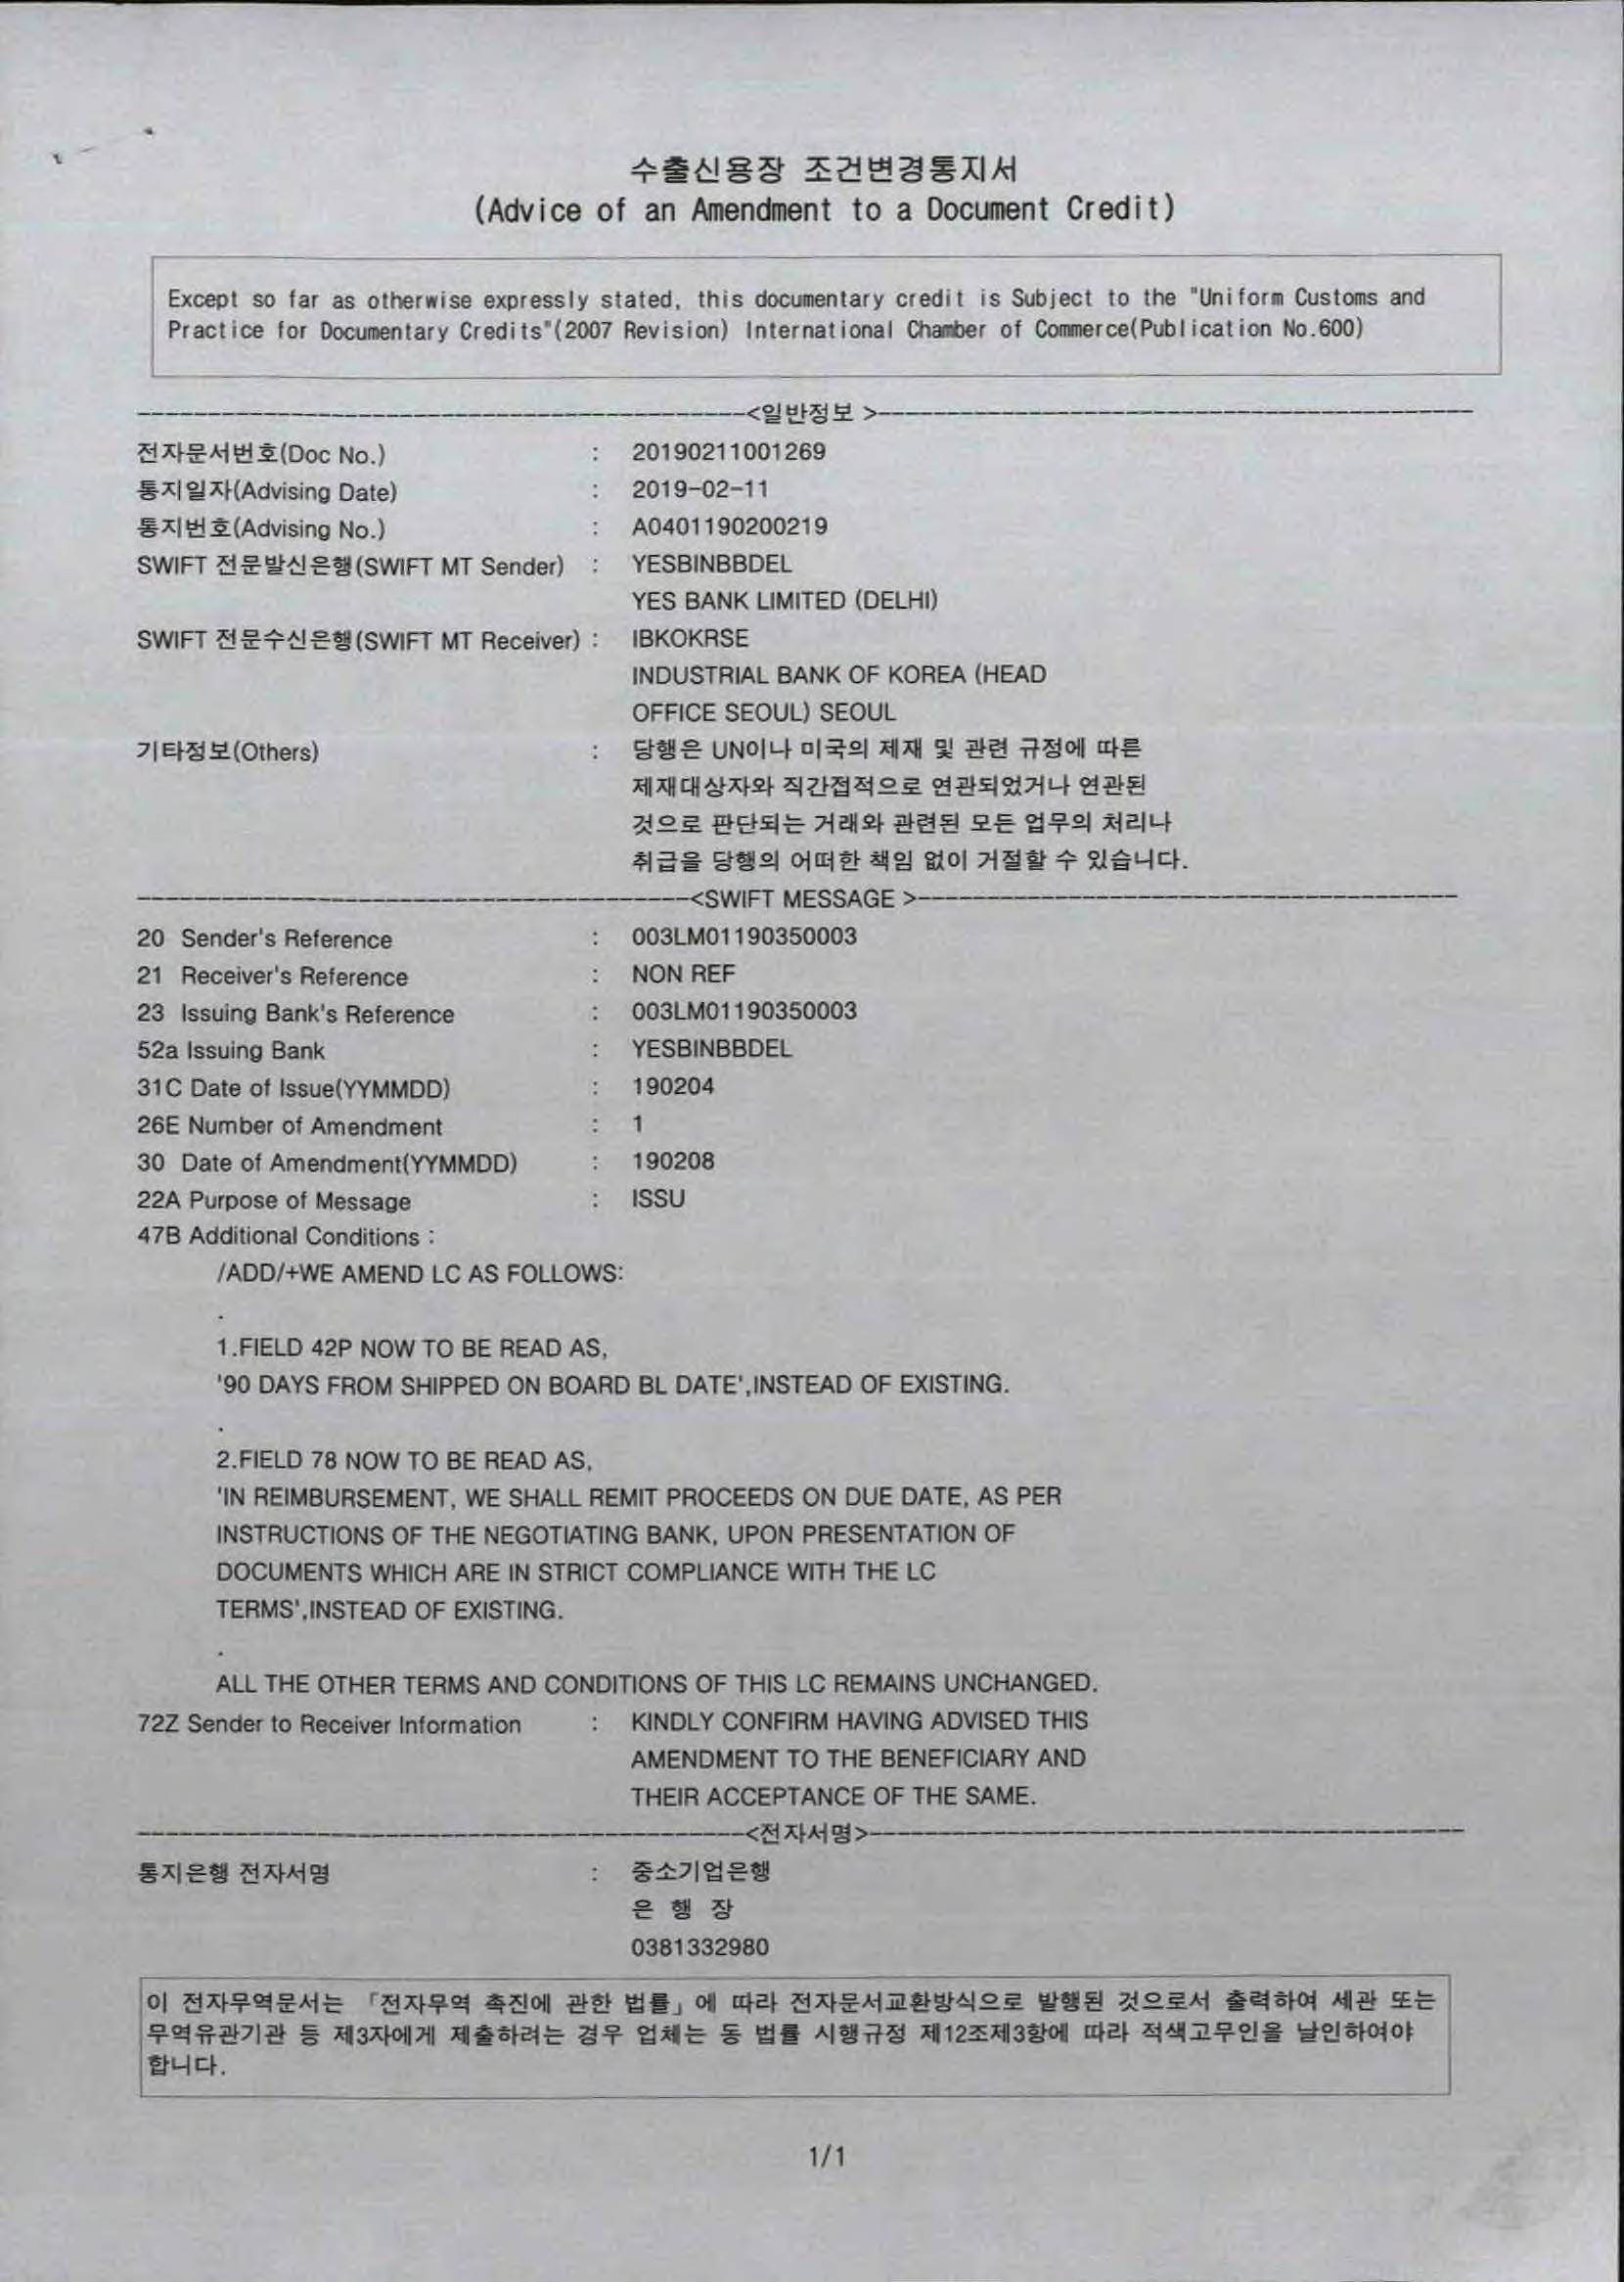 수출신용장 조건변경통지서
(Advice of an Amendment to a Document Credit)
Except so far as otherwise expressly stated, this documentary credit is Subject to the "Uniform Customs and
Practice for Documentary Credits"(2007 Revision) International Chamber of Commerce(Publication No.600)
<일반정보 >
전자문서번호(Doc No.) : 20190211001269
통지일자(Advising Date) : 2019-02-11
통지번호(Advising No.) : A0401190200219
SWIFT 전문발신은행(SWIFT MT Sender) : YESBINBBDEL
YES BANK LIMITED (DELHI)
SWIFT 전문수신은행(SWIFT MT Receiver) : IBKOKRSE
INDUSTRIAL BANK OF KOREA (HEAD
OFFICE SEOUL) SEOUL
기타정보(Others) : 당행은 UN이나 미국의 제재 및 관련 규정에 따른
제재대상자와 직간접적으로 연관되었거나 연관된
것으로 판단되는 거래와 관련된 모든 업무의 처리나
취급을 당행의 어떠한 책임 없이 거절할 수 있습니다.
<SWIFT MESSAGE >
20 Sender's Reference : 003LM01190350003
21 Receiver's Reference : NON REF
23 Issuing Bank's Reference : 003LM01190350003
52a Issuing Bank : YESBINBBDEL
31C Date of Issue(YYMMDD) : 190204
26E Number of Amendment : 1
30 Date of Amendment(YYMMDD) : 190208
22A Purpose of Message : ISSU
47B Additional Conditions :
/ADD/+WE AMEND LC AS FOLLOWS:
.
1.FIELD 42P NOW TO BE READ AS,
'90 DAYS FROM SHIPPED ON BOARD BL DATE',INSTEAD OF EXISTING.
.
2.FIELD 78 NOW TO BE READ AS,
'IN REIMBURSEMENT, WE SHALL REMIT PROCEEDS ON DUE DATE, AS PER
INSTRUCTIONS OF THE NEGOTIATING BANK, UPON PRESENTATION OF
DOCUMENTS WHICH ARE IN STRICT COMPLIANCE WITH THE LC
TERMS',INSTEAD OF EXISTING.
.
ALL THE OTHER TERMS AND CONDITIONS OF THIS LC REMAINS UNCHANGED.
72Z Sender to Receiver Information : KINDLY CONFIRM HAVING ADVISED THIS
AMENDMENT TO THE BENEFICIARY AND
THEIR ACCEPTANCE OF THE SAME.
<전자서명>
통지은행 전자서명 : 중소기업은행
은 행 장
0381332980
이 전자무역문서는 「전자무역 촉진에 관한 법률」에 따라 전자문서교환방식으로 발행된 것으로서 출력하여 세관 또는
무역유관기관 등 제3자에게 제출하려는 경우 업체는 동 법률 시행규정 제12조제3항에 따라 적색고무인을 날인하여야
합니다.
1/1